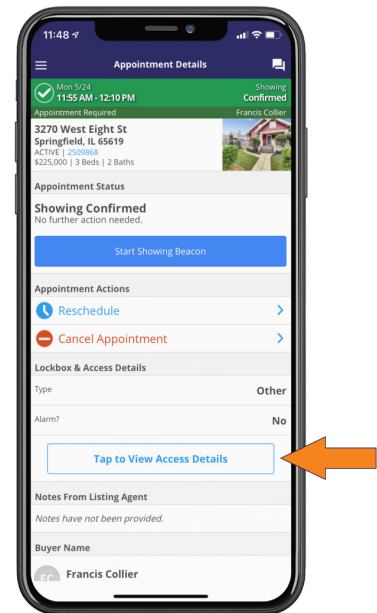 11:48
Appointment Details
Mon 5/24 Showing
11:55 AM - 12:10 PM Confirmed
Appointment Required Francis Collier
3270 West Eight St
Springfield, IL 65619
ACTIVE | 2509868
$225,000 | 3 Beds | 2 Baths
Appointment Status
Showing Confirmed
No further action needed.
Start Showing Beacon
Appointment Actions
Reschedule
Cancel Appointment
Lockbox & Access Details
Type Other
Alarm? No
Tap to View Access Details
Notes From Listing Agent
Notes have not been provided.
Buyer Name
FC Francis Collier